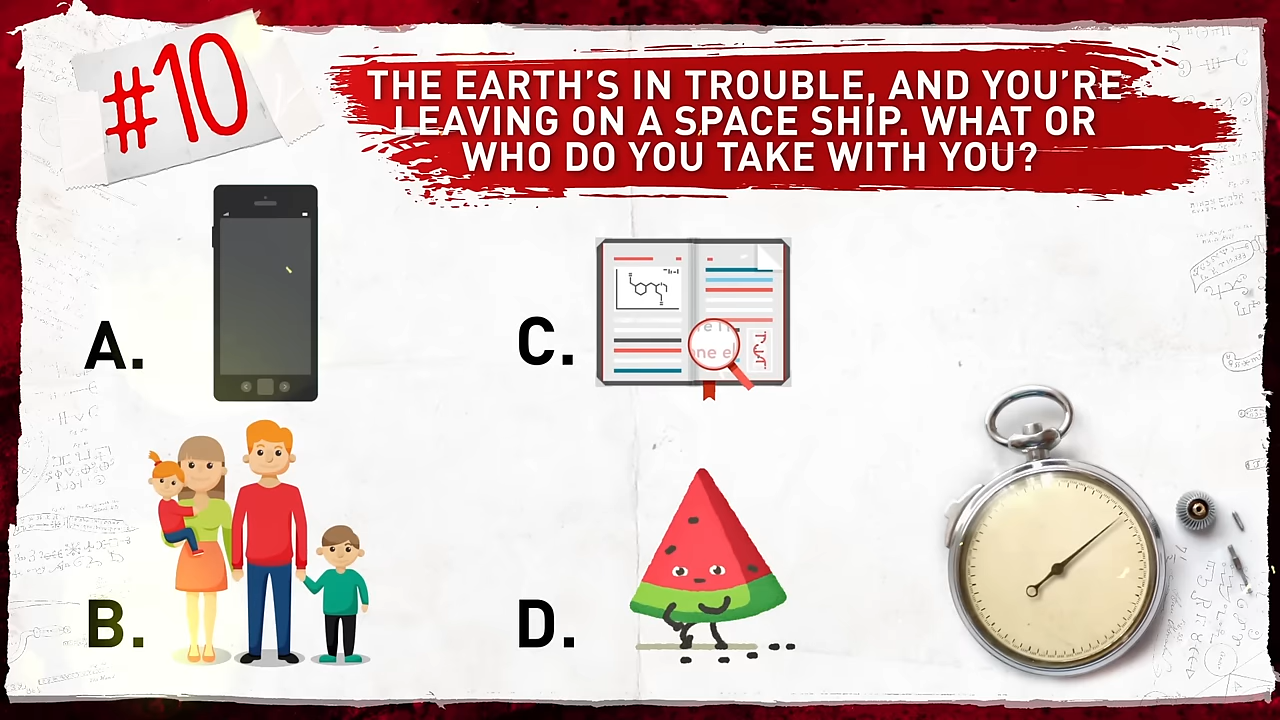 #10
THE EARTH'S IN TROUBLE, AND YOU'RE
LEAVING ON A SPACE SHIP. WHAT OR
WHO DO YOU TAKE WITH YOU?
A.
C.
B.
D.